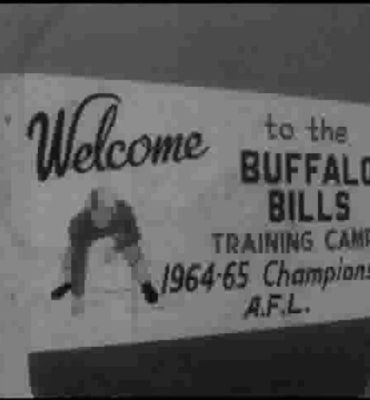 Welcome to the
BUFFALO
BILLS
TRAINING CAMP
1964-65 Champions
A.F.L.